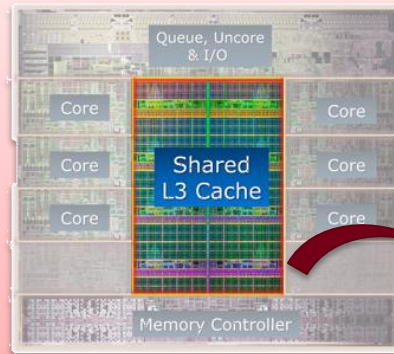 Queue, Uncore
& I/O
Core
Core
Core
Shared
L3 Cache
Core
Core
Core
Memory Controller